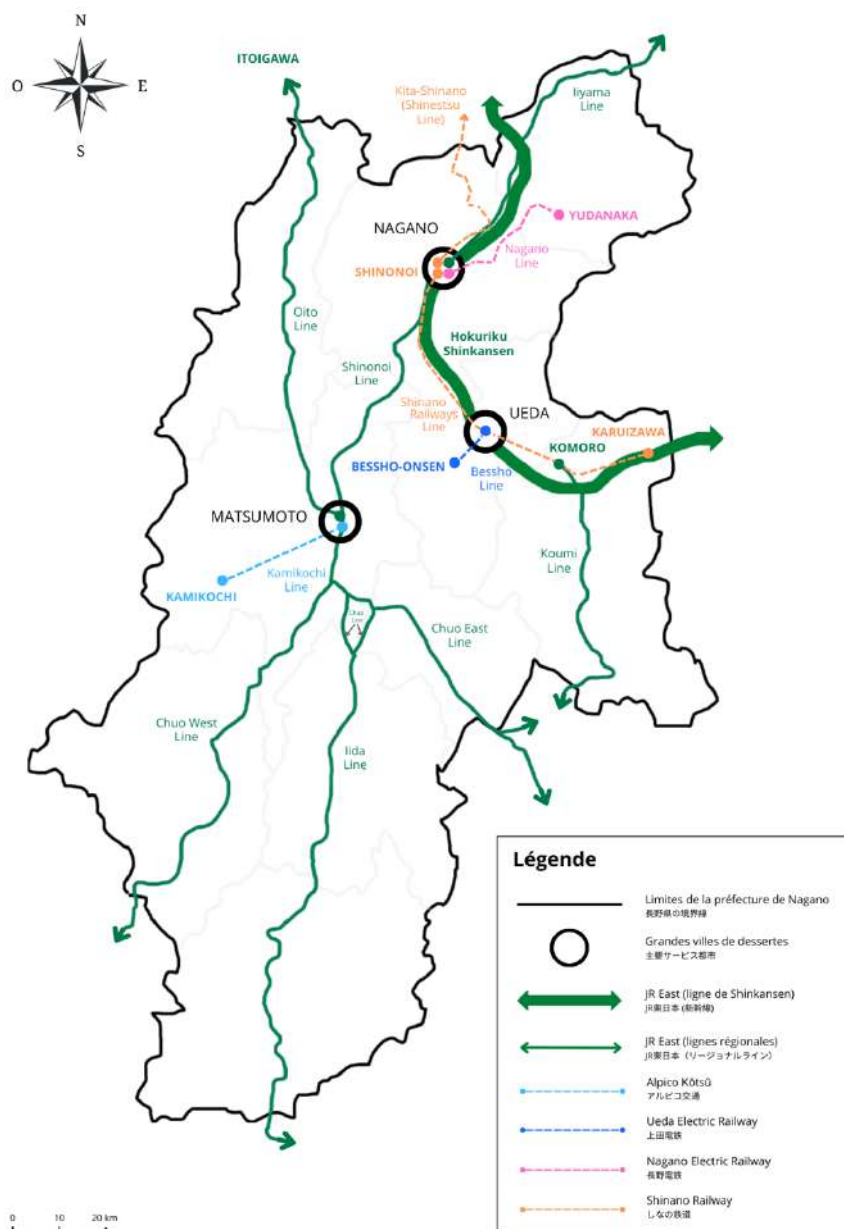 N
O
E
S
ITOIGAWA
Kita-Shinano
(Shinestsu
Line)
Iiyama
Line
YUDANAKA
NAGANO
Nagano
Line
SHINONOI
Oito
Line
Hokuriku
Shinkansen
Shinonoi
Line
Shinano
Railways
Line
UEDA
KARUIZAWA
KOMORO
BESSHO-ONSEN
Bessho
Line
MATSUMOTO
Koumi
Line
Kamikochi
Line
KAMIKOCHI
Line
Chuo East
Line
Chuo West
Line
Iida
Line
Légende
Limites de la préfecture de Nagano
長野県の境界線
Grandes villes de dessertes
主要サービス都市
JR East (ligne de Shinkansen)
JR東日本 (新幹線)
JR East (lignes régionales)
JR東日本（リージョナルライン）
Alpico Kōtsū
アルピコ交通
Ueda Electric Railway
上田電鉄
Nagano Electric Railway
長野電鉄
Shinano Railway
しなの鉄道
0 10 20 km